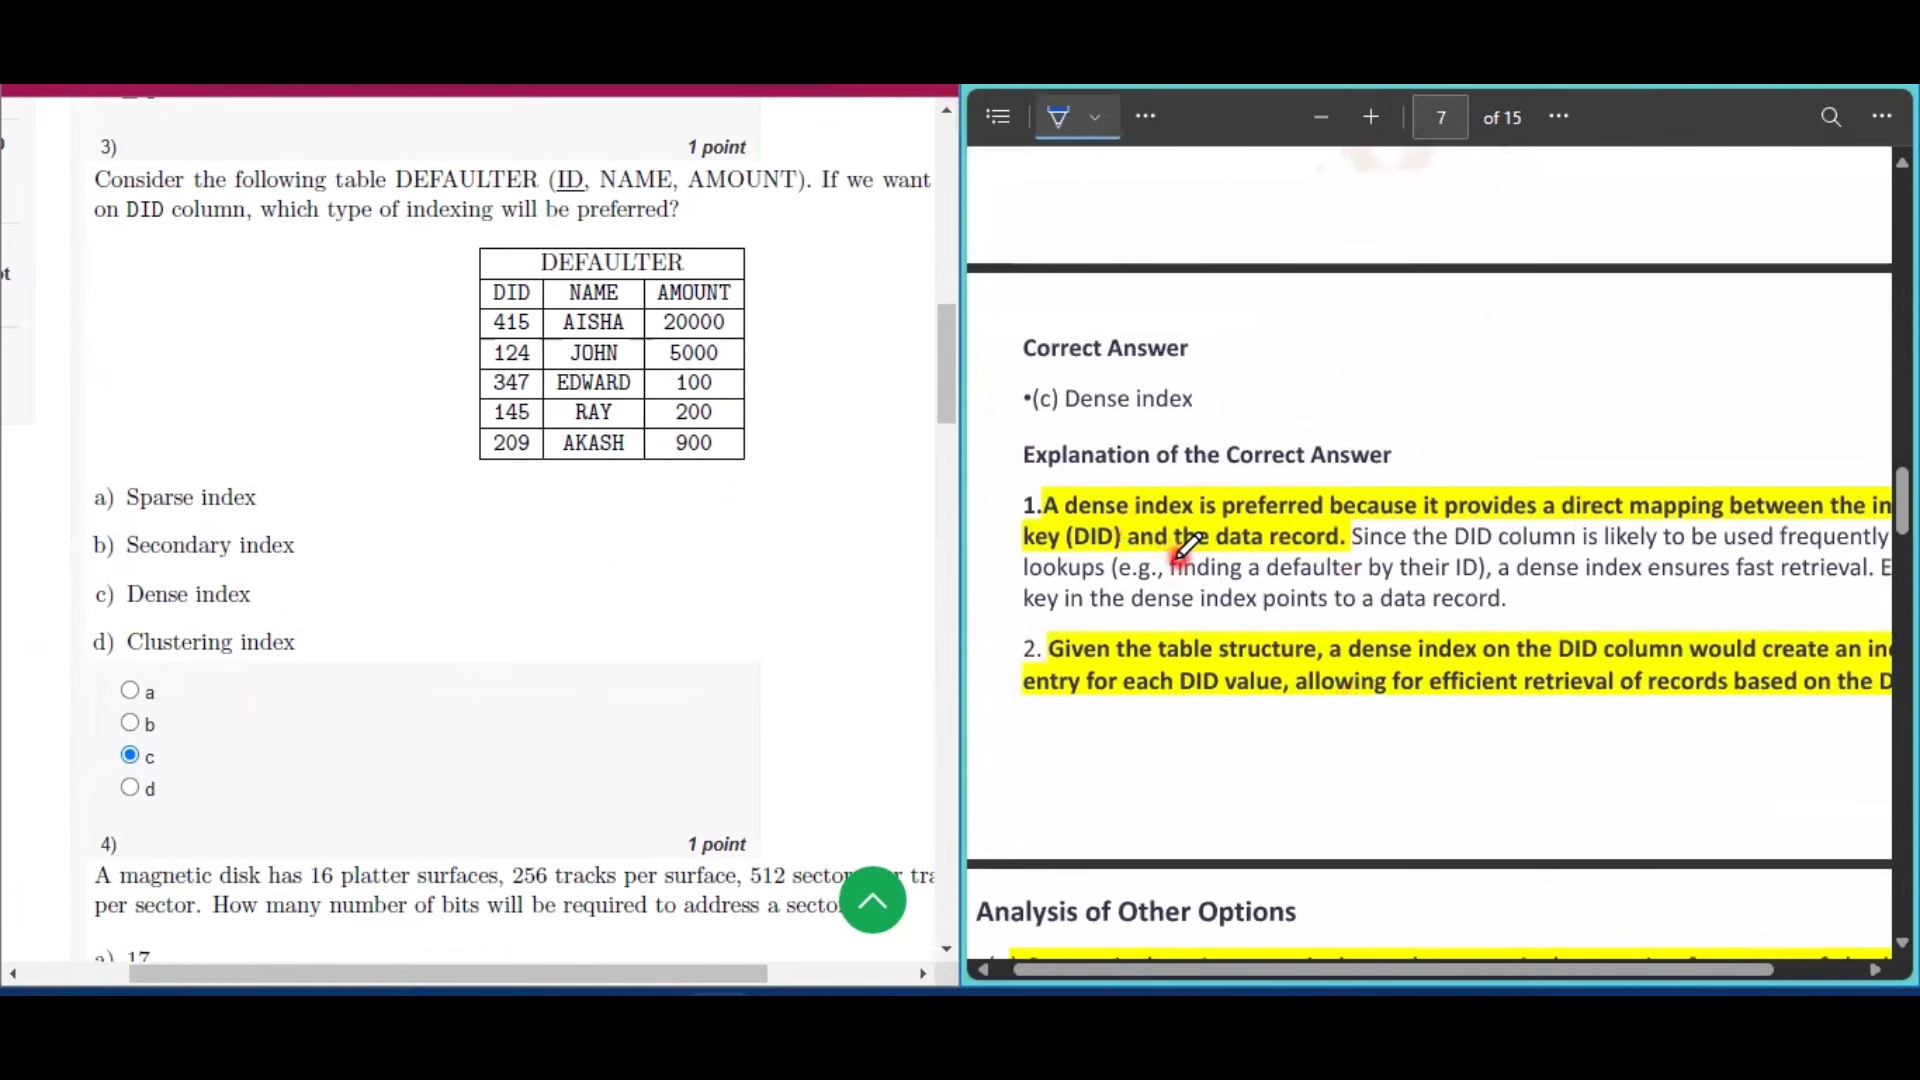 3)
1 point
Consider the following table DEFAULTER (ID, NAME, AMOUNT). If we want
on DID column, which type of indexing will be preferred?
DEFAULTER
DID NAME AMOUNT
415 AISHA 20000
124 JOHN 5000
347 EDWARD 100
145 RAY 200
209 AKASH 900
a) Sparse index
b) Secondary index
c) Dense index
d) Clustering index
a
b
c
d
4)
1 point
A magnetic disk has 16 platter surfaces, 256 tracks per surface, 512
per sector. How many number of bits will be required to address a
a) 17
7 of 15
Correct Answer
•(c) Dense index
Explanation of the Correct Answer
1.A dense index is preferred because it provides a direct mapping between the in
key (DID) and the data record. Since the DID column is likely to be used frequently
lookups (e.g., finding a defaulter by their ID), a dense index ensures fast retrieval. E
key in the dense index points to a data record.
2. Given the table structure, a dense index on the DID column would create an in
entry for each DID value, allowing for efficient retrieval of records based on the D
Analysis of Other Options